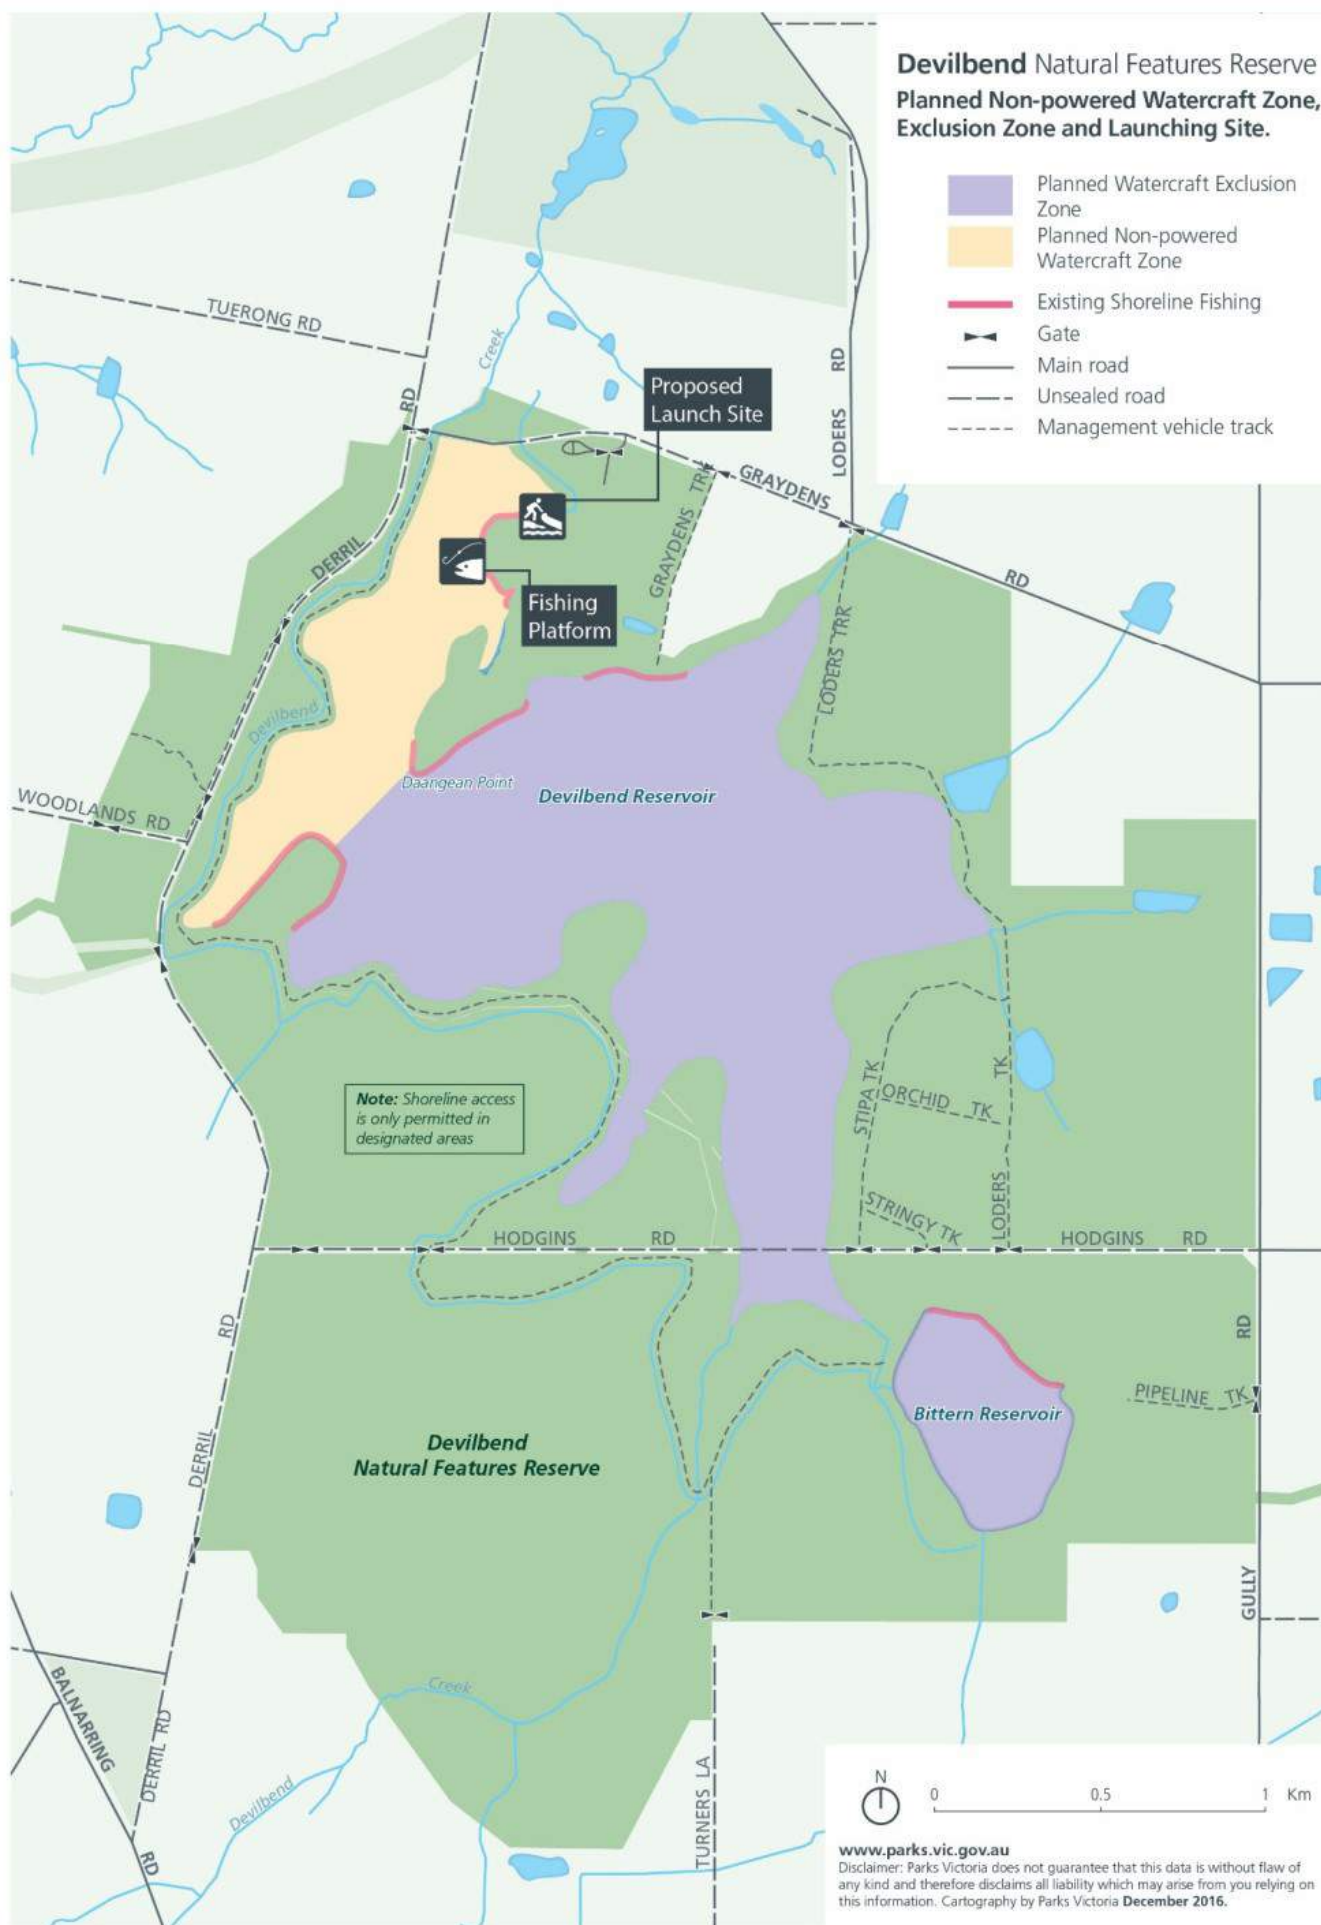 Devilbend Natural Features Reserve
Planned Non-powered Watercraft Zone,
Exclusion Zone and Launching Site.
Planned Watercraft Exclusion
Zone
Planned Non-powered
Watercraft Zone
Existing Shoreline Fishing
Gate
Main road
Unsealed road
Management vehicle track
TUERONG RD
Creek
RD
LODERS RD
Proposed
Launch Site
GRAYDENS
RD
GRAYDENS TRK
DERRIL
Fishing
Platform
LODERS TRK
Devilbend
Daangean Point
Devilbend Reservoir
WOODLANDS RD
Note: Shoreline access
is only permitted in
designated areas
STIPA TK
ORCHID TK
LODERS TK
STRINGY TK
HODGINS RD
HODGINS RD
DERRIL RD
RD
PIPELINE TK
Bittern Reservoir
Devilbend
Natural Features Reserve
GULLY
BALNARRING
RD
DERRIL RD
Creek
Devilbend
TURNERS LA
N
0 0.5 1 Km
www.parks.vic.gov.au
Disclaimer: Parks Victoria does not guarantee that this data is without flaw of
any kind and therefore disclaims all liability which may arise from you relying on
this information. Cartography by Parks Victoria December 2016.